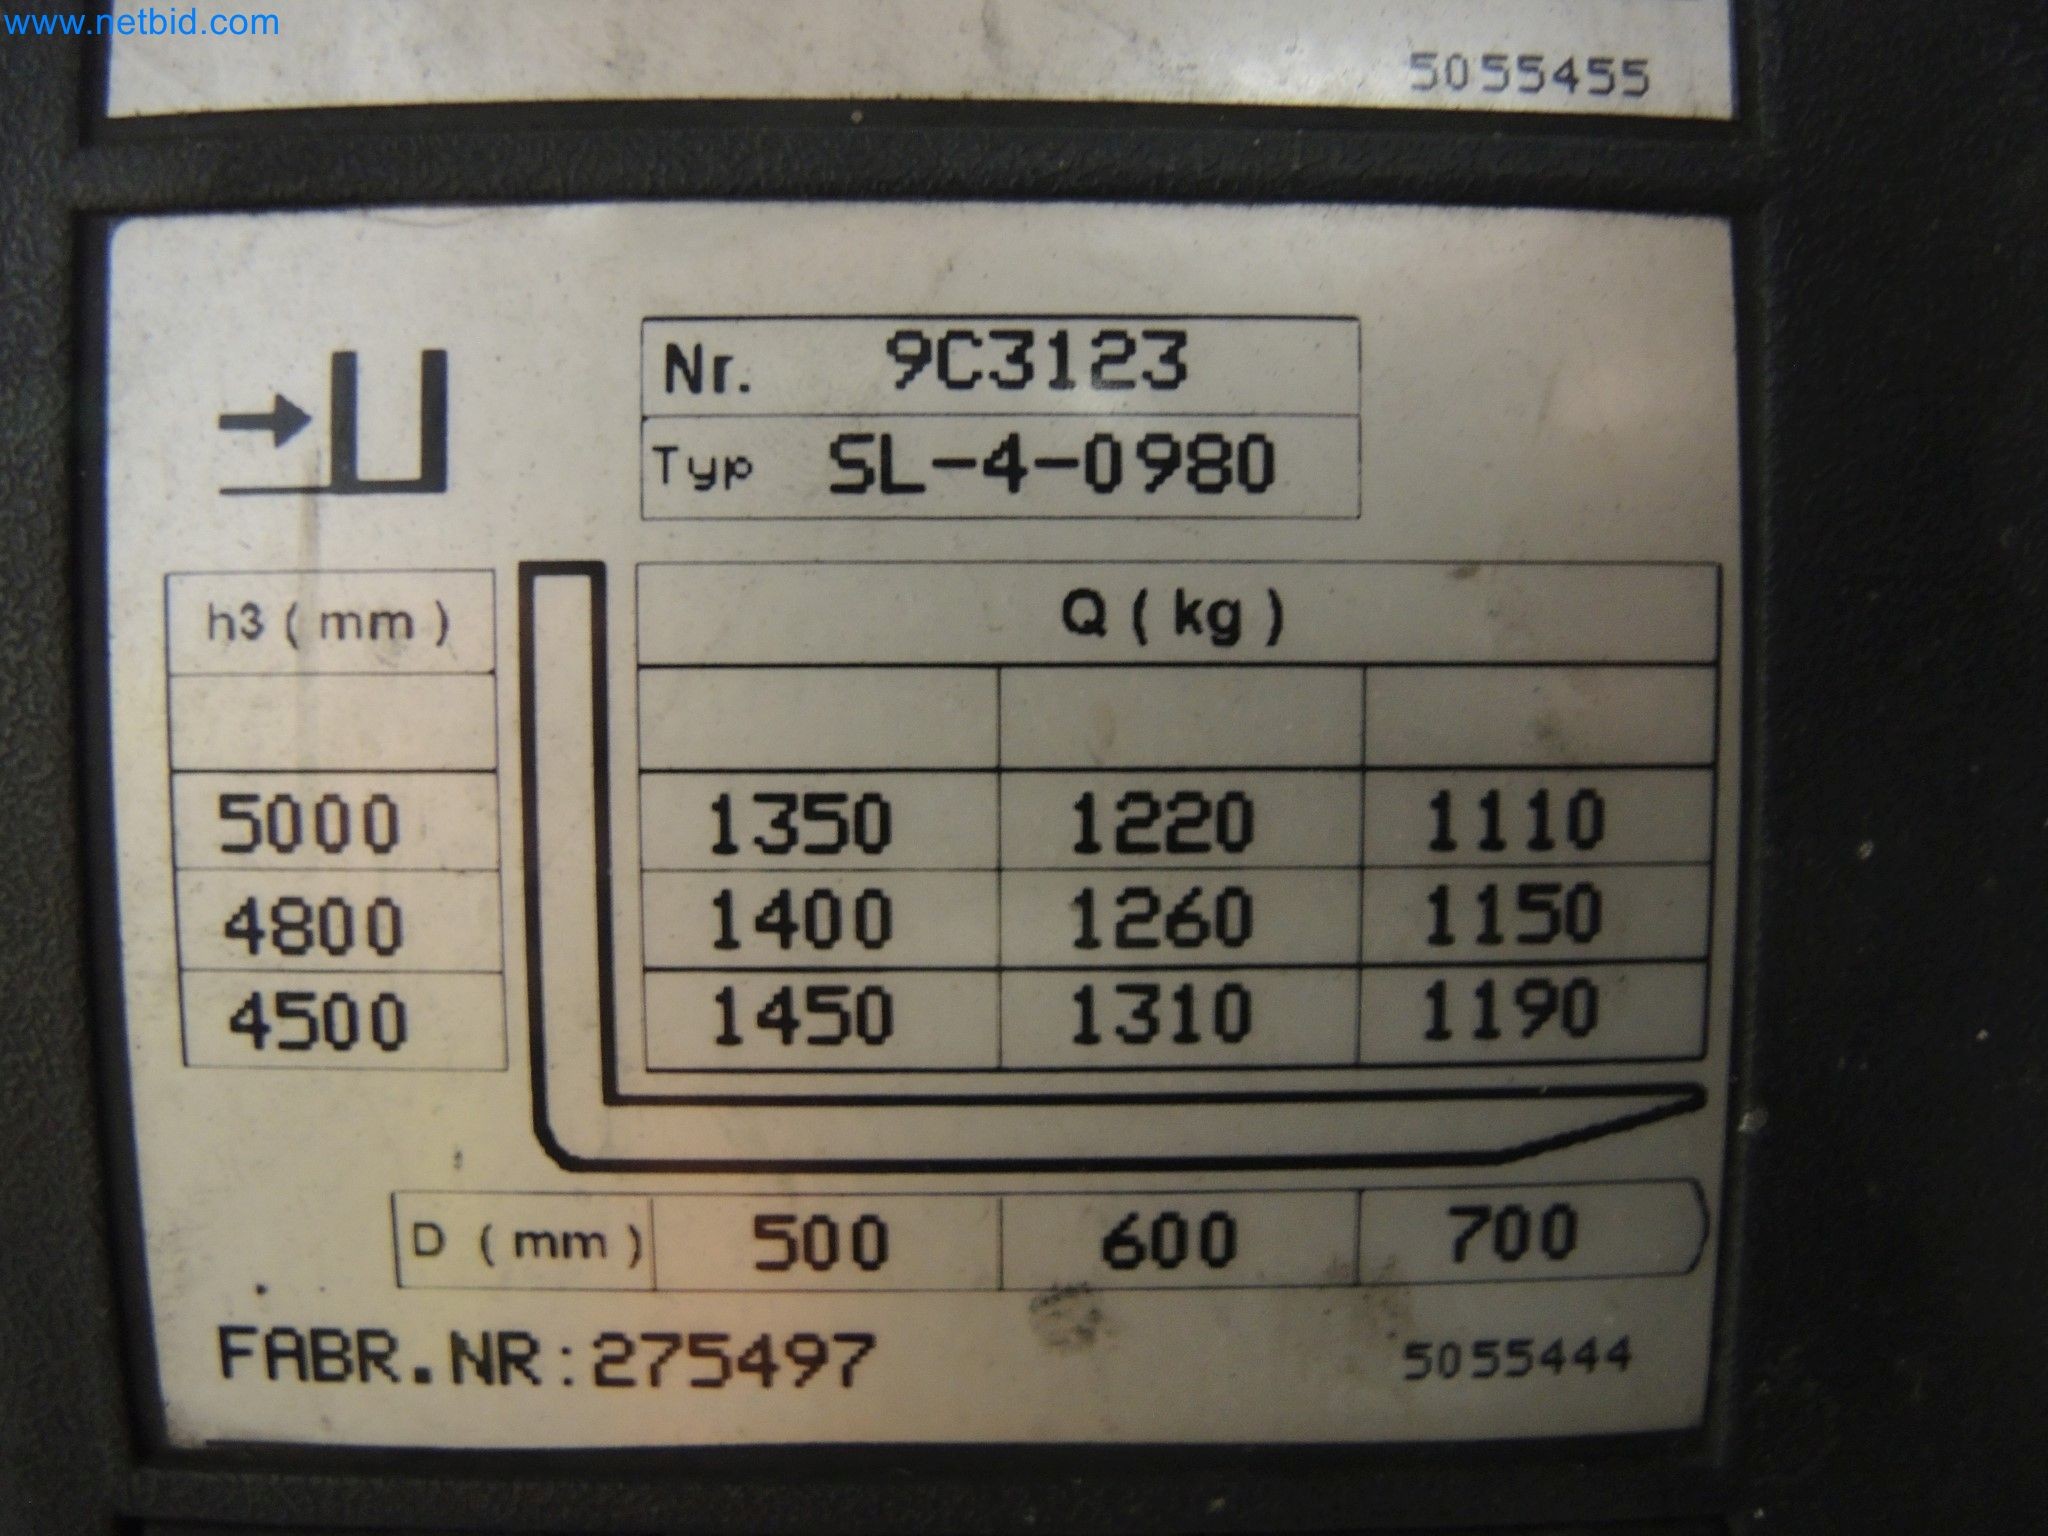 www.netbid.com
5055455
Nr. 9C3123
Typ SL-4-0980
h3 ( mm ) Q ( kg )
5000 1350 1220 1110
4800 1400 1260 1150
4500 1450 1310 1190
D ( mm ) 500 600 700
FABR.NR:275497 5055444